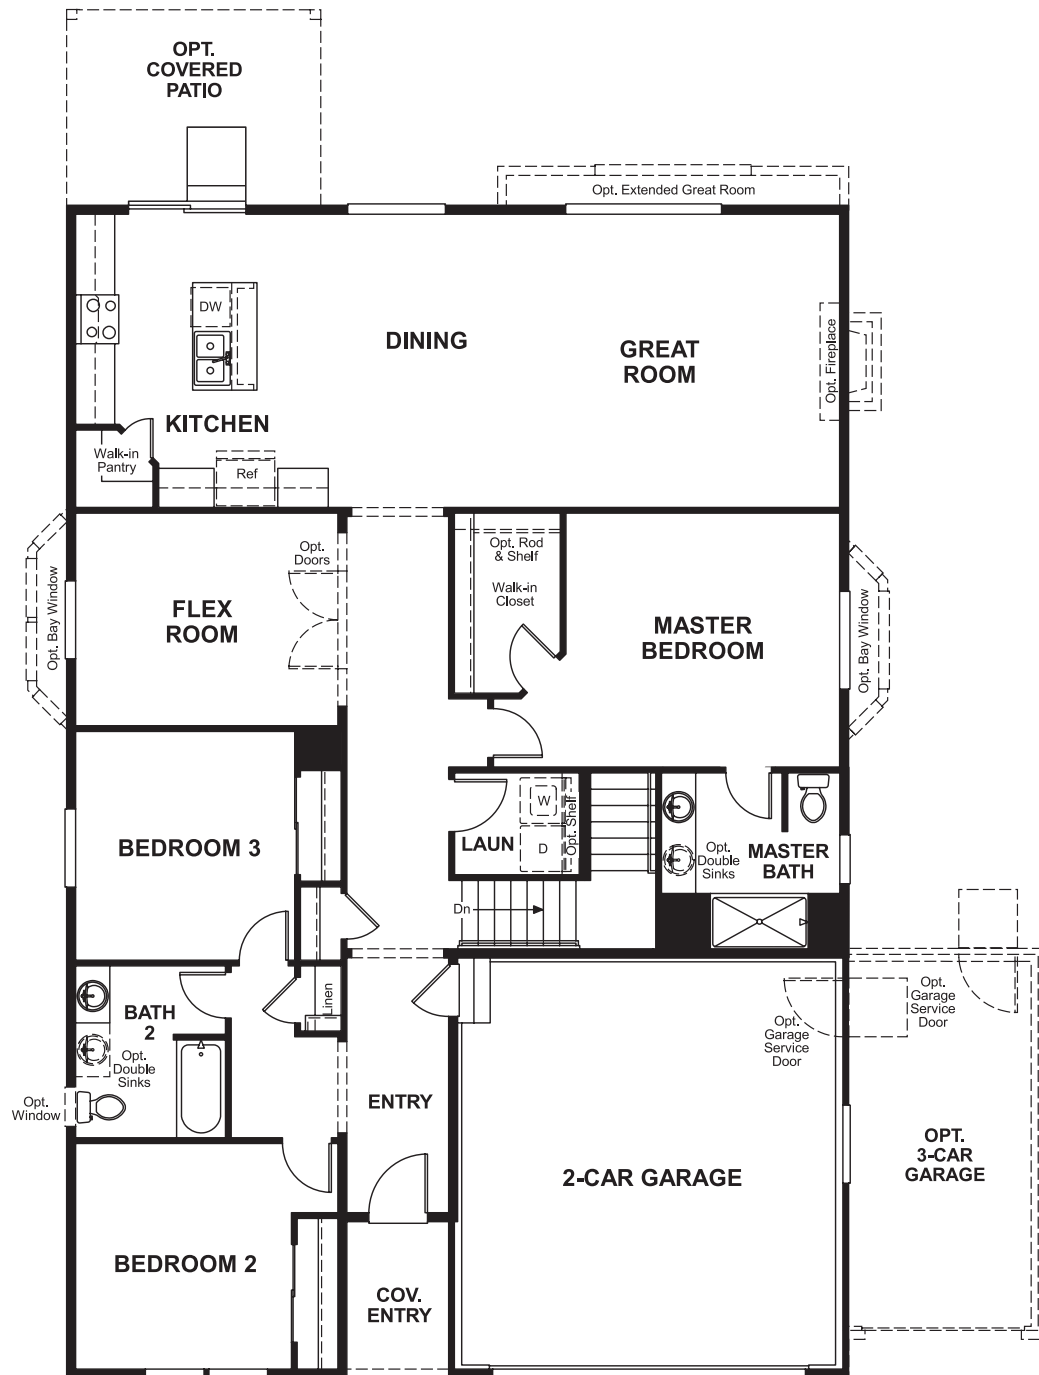 OPT.
COVERED
PATIO
Opt. Extended Great Room
DW
DINING
GREAT
ROOM
Opt. Fireplace
KITCHEN
Walk-in
Pantry
Ref
Opt.
Doors
Opt. Rod
& Shelf
Walk-in
Closet
Opt. Bay Window
FLEX
ROOM
MASTER
BEDROOM
Opt. Bay Window
BEDROOM 3
LAUN
W
D
Opt. Shelf
Opt.
Double
Sinks
MASTER
BATH
Dn
Linen
BATH
2
Opt.
Double
Sinks
Opt.
Window
ENTRY
Opt.
Garage
Service
Door
Opt.
Garage
Service
Door
2-CAR GARAGE
OPT.
3-CAR
GARAGE
BEDROOM 2
COV.
ENTRY